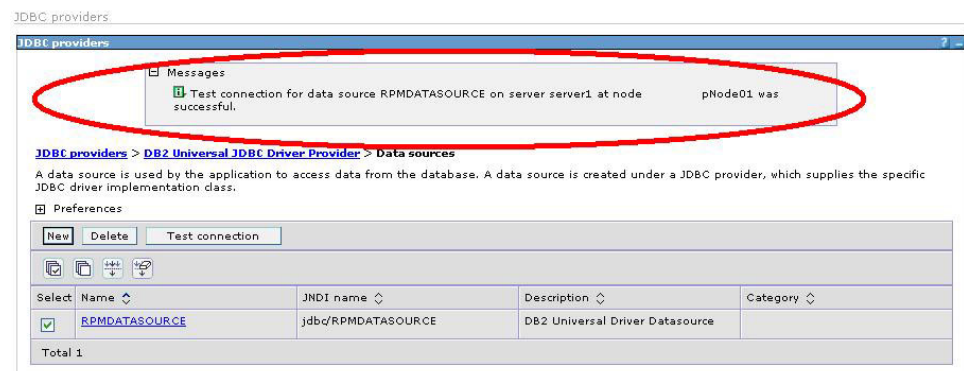 JDBC providers
JDBC providers ? -
Messages
Test connection for data source RPMDATASOURCE on server server1 at node pNode01 was
successful.
JDBC providers > DB2 Universal JDBC Driver Provider > Data sources
A data source is used by the application to access data from the database. A data source is created under a JDBC provider, which supplies the specific
JDBC driver implementation class.
Preferences
New Delete Test connection
Select Name JNDI name Description Category
RPMDATASOURCE jdbc/RPMDATASOURCE DB2 Universal Driver Datasource
Total 1